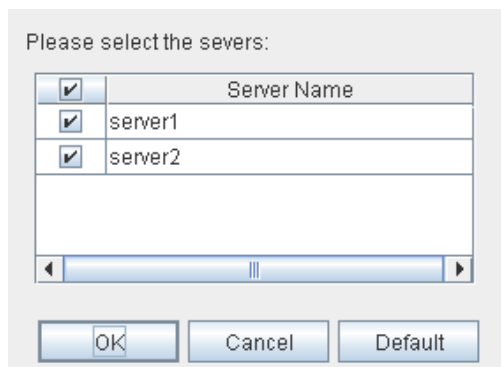 Please select the severs:
Server Name
server1
server2
OK
Cancel
Default